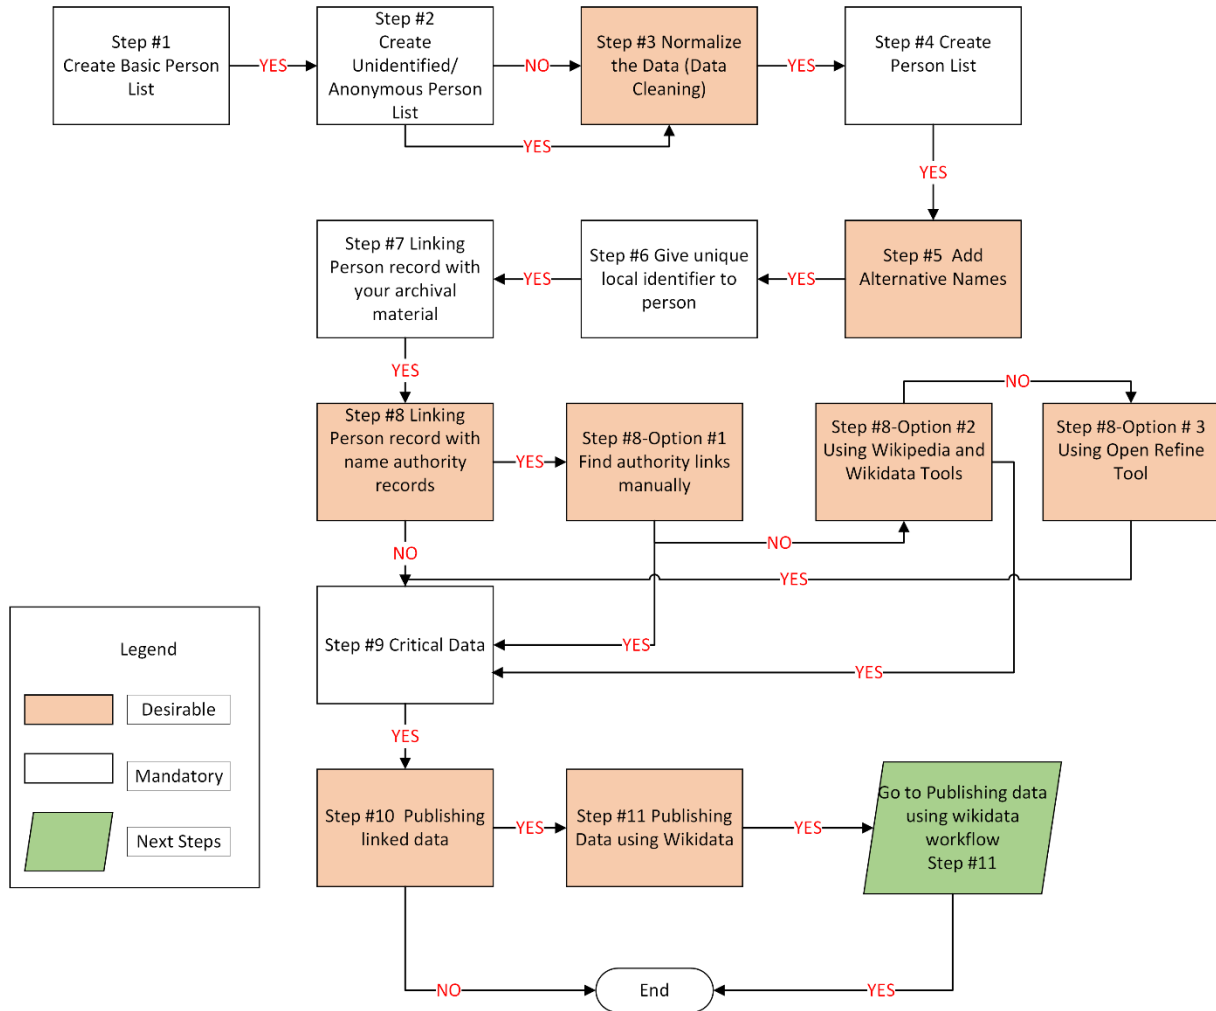 Step #1
Create Basic Person
List
YES
Step #2
Create
Unidentified/
Anonymous Person
List
NO
YES
Step #3 Normalize
the Data (Data
Cleaning)
YES
Step #4 Create
Person List
YES
Step #5  Add
Alternative Names
YES
Step #6 Give unique
local identifier to
person
YES
Step #7 Linking
Person record with
your archival
material
YES
Step #8 Linking
Person record with
name authority
records
YES
NO
Step #8-Option #1
Find authority links
manually
NO
YES
Step #8-Option #2
Using Wikipedia and
Wikidata Tools
NO
YES
Step #8-Option # 3
Using Open Refine
Tool
YES
Step #9 Critical Data
YES
Step #10  Publishing
linked data
YES
NO
Step #11 Publishing
Data using Wikidata
YES
Go to Publishing data
using wikidata
workflow
Step #11
YES
End
Legend
Desirable
Mandatory
Next Steps